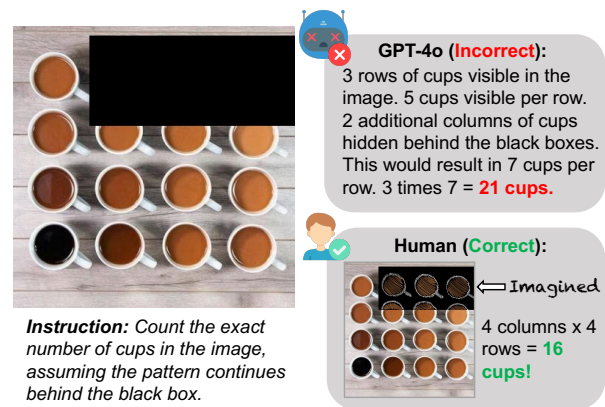 GPT-4o (Incorrect):
3 rows of cups visible in the
image. 5 cups visible per row.
2 additional columns of cups
hidden behind the black boxes.
This would result in 7 cups per
row. 3 times 7 = 21 cups.
Human (Correct):
Imagined
4 columns x 4
rows = 16
cups!
Instruction: Count the exact
number of cups in the image,
assuming the pattern continues
behind the black box.